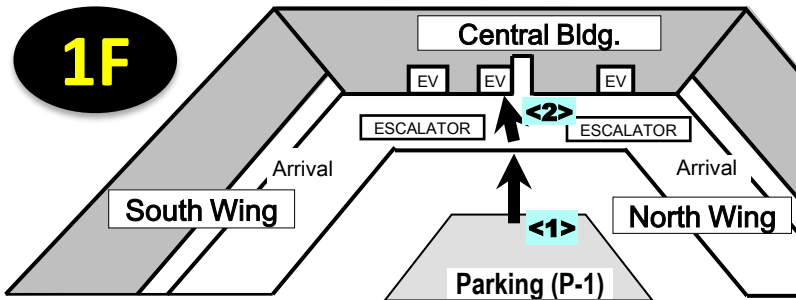 1F
Central Bldg.
EV
EV
EV
<2>
ESCALATOR
ESCALATOR
Arrival
Arrival
South Wing
North Wing
<1>
Parking (P-1)